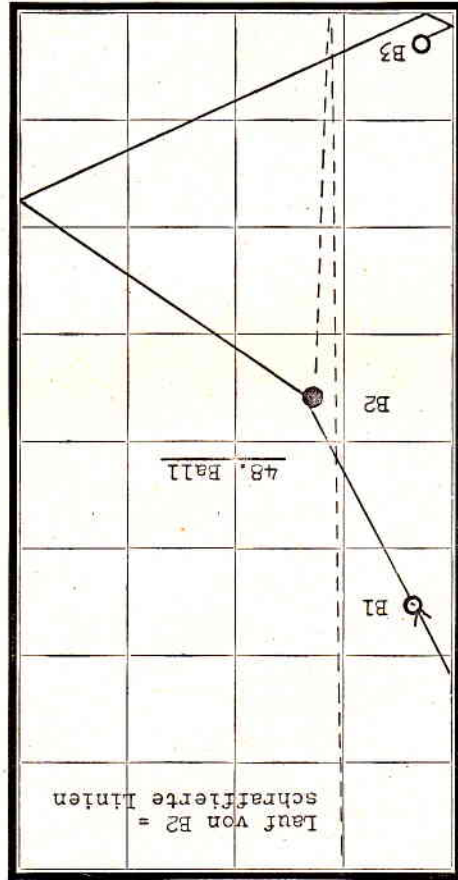 Lauf von B2 =
schraffierte Linien
B1
48. Ball
B2
B3